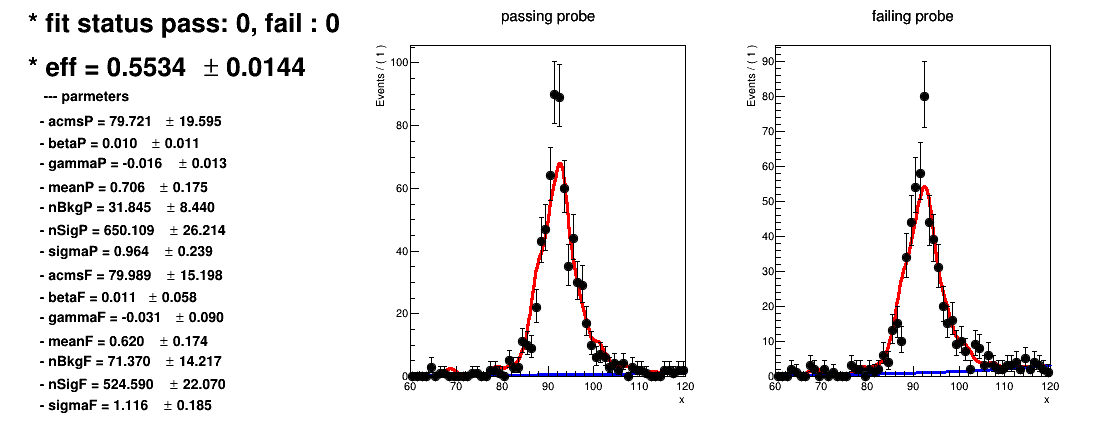 * fit status pass: 0, fail : 0
* eff = 0.5534 ± 0.0144
--- parmeters
- acmsP = 79.721 ± 19.595
- betaP = 0.010 ± 0.011
- gammaP = -0.016 ± 0.013
- meanP = 0.706 ± 0.175
- nBkgP = 31.845 ± 8.440
- nSigP = 650.109 ± 26.214
- sigmaP = 0.964 ± 0.239
- acmsF = 79.989 ± 15.198
- betaF = 0.011 ± 0.058
- gammaF = -0.031 ± 0.090
- meanF = 0.620 ± 0.174
- nBkgF = 71.370 ± 14.217
- nSigF = 524.590 ± 22.070
- sigmaF = 1.116 ± 0.185
passing probe
Events / ( 1 )
100
80
60
40
20
0
60 70 80 90 100 110 120
x
failing probe
Events / ( 1 )
90
80
70
60
50
40
30
20
10
0
60 70 80 90 100 110 120
x